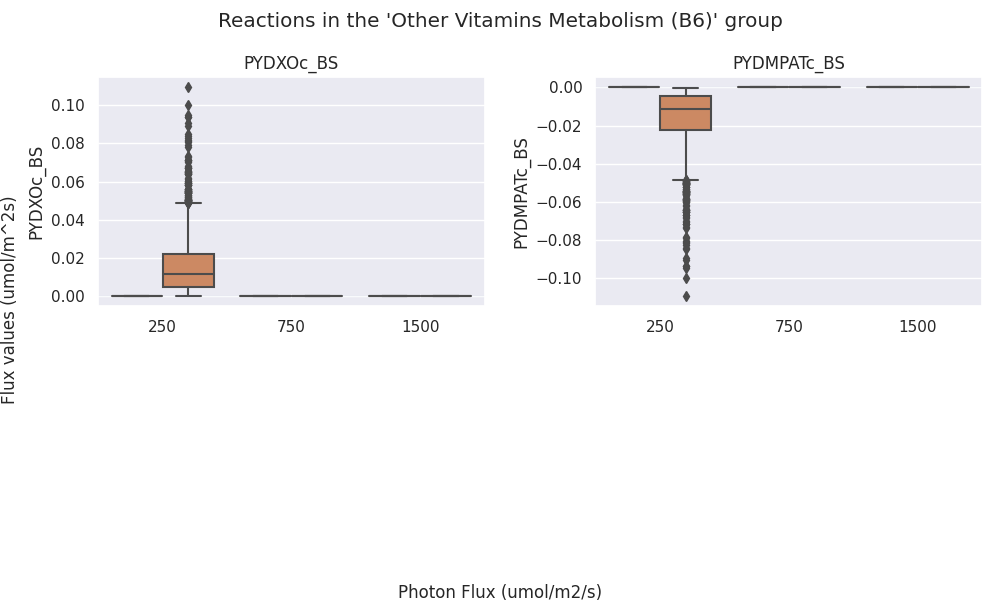 Reactions in the 'Other Vitamins Metabolism (B6)' group
PYDXOc_BS
PYDXOc_BS
0.10
0.08
0.06
0.04
0.02
0.00
250 750 1500
PYDMPATc_BS
PYDMPATc_BS
0.00
−0.02
−0.04
−0.06
−0.08
−0.10
250 750 1500
Flux values (umol/m^2s)
Photon Flux (umol/m2/s)